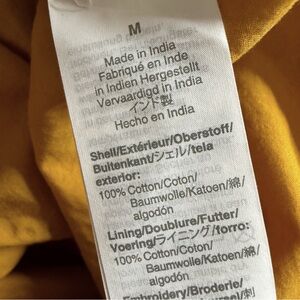 M
Made in India
Fabriqué en Inde
in Indien Hergestellt
Vervaardigd in India
インド製
Hecho en India
Shell/Extérieur/Oberstoff/
Buitenkant/シェル/tela
exterior:
100% Cotton/Coton/
Baumwolle/Katoen/綿/
algodón
Lining/Doublure/Futter/
Voering/ライニング/forro:
100% Cotton/Coton/
Baumwolle/Katoen/綿/
algodón
Embroidery/Broderie/